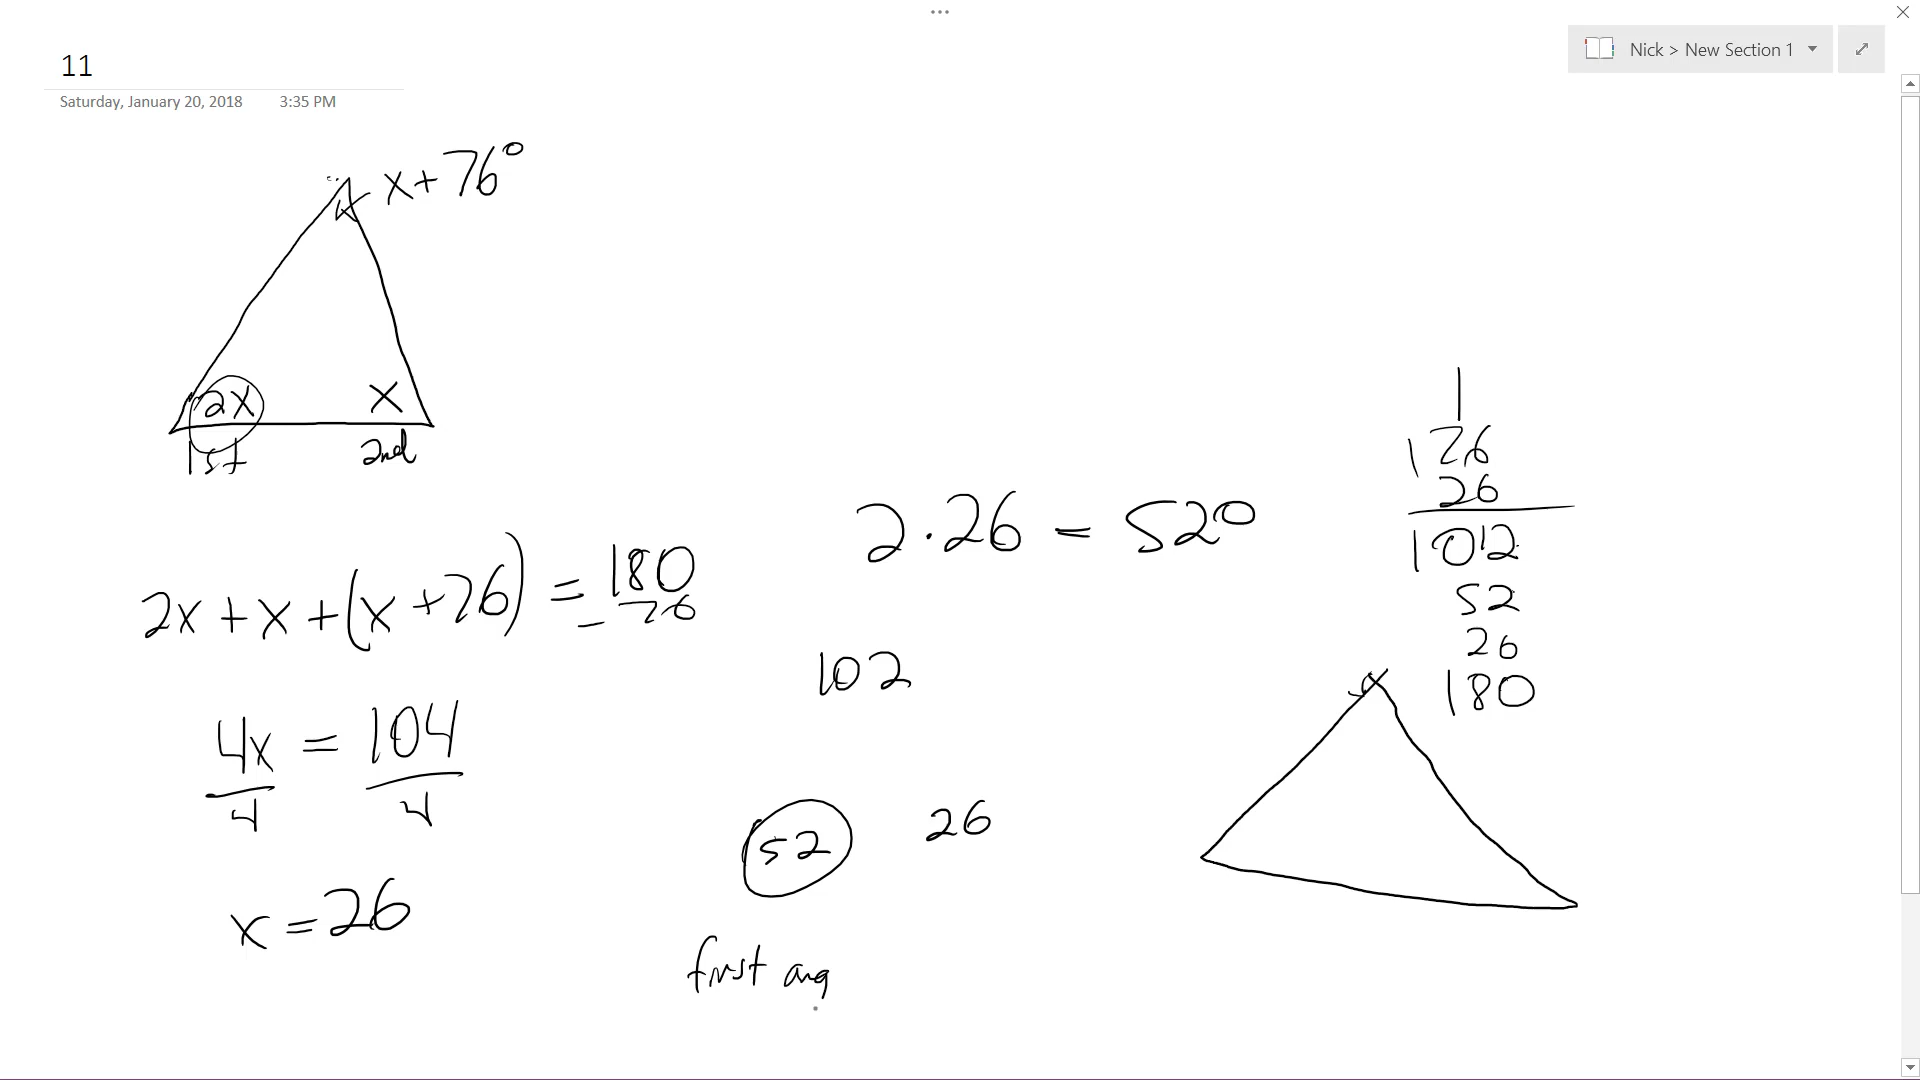 Nick > New Section 1
11
Saturday, January 20, 2018 3:35 PM
x + 76°
2x
x
1st
2nd
2x + x + (x + 76) = 180
- 76
4x = 104
4 4
x = 26
2 · 26 = 52°
102
52 26
first ang
1
1 76
26
1012
52
26
180